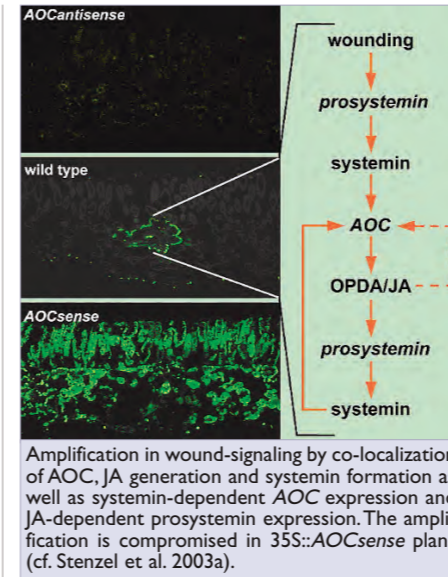 AOCantisense
wild type
AOCsense
wounding
prosystemin
systemin
AOC
OPDA/JA
prosystemin
systemin
Amplification in wound-signaling by co-localization
of AOC, JA generation and systemin formation a
well as systemin-dependent AOC expression and
JA-dependent prosystemin expression. The ampli
fication is compromised in 35S::AOCsense plan
(cf. Stenzel et al. 2003a).